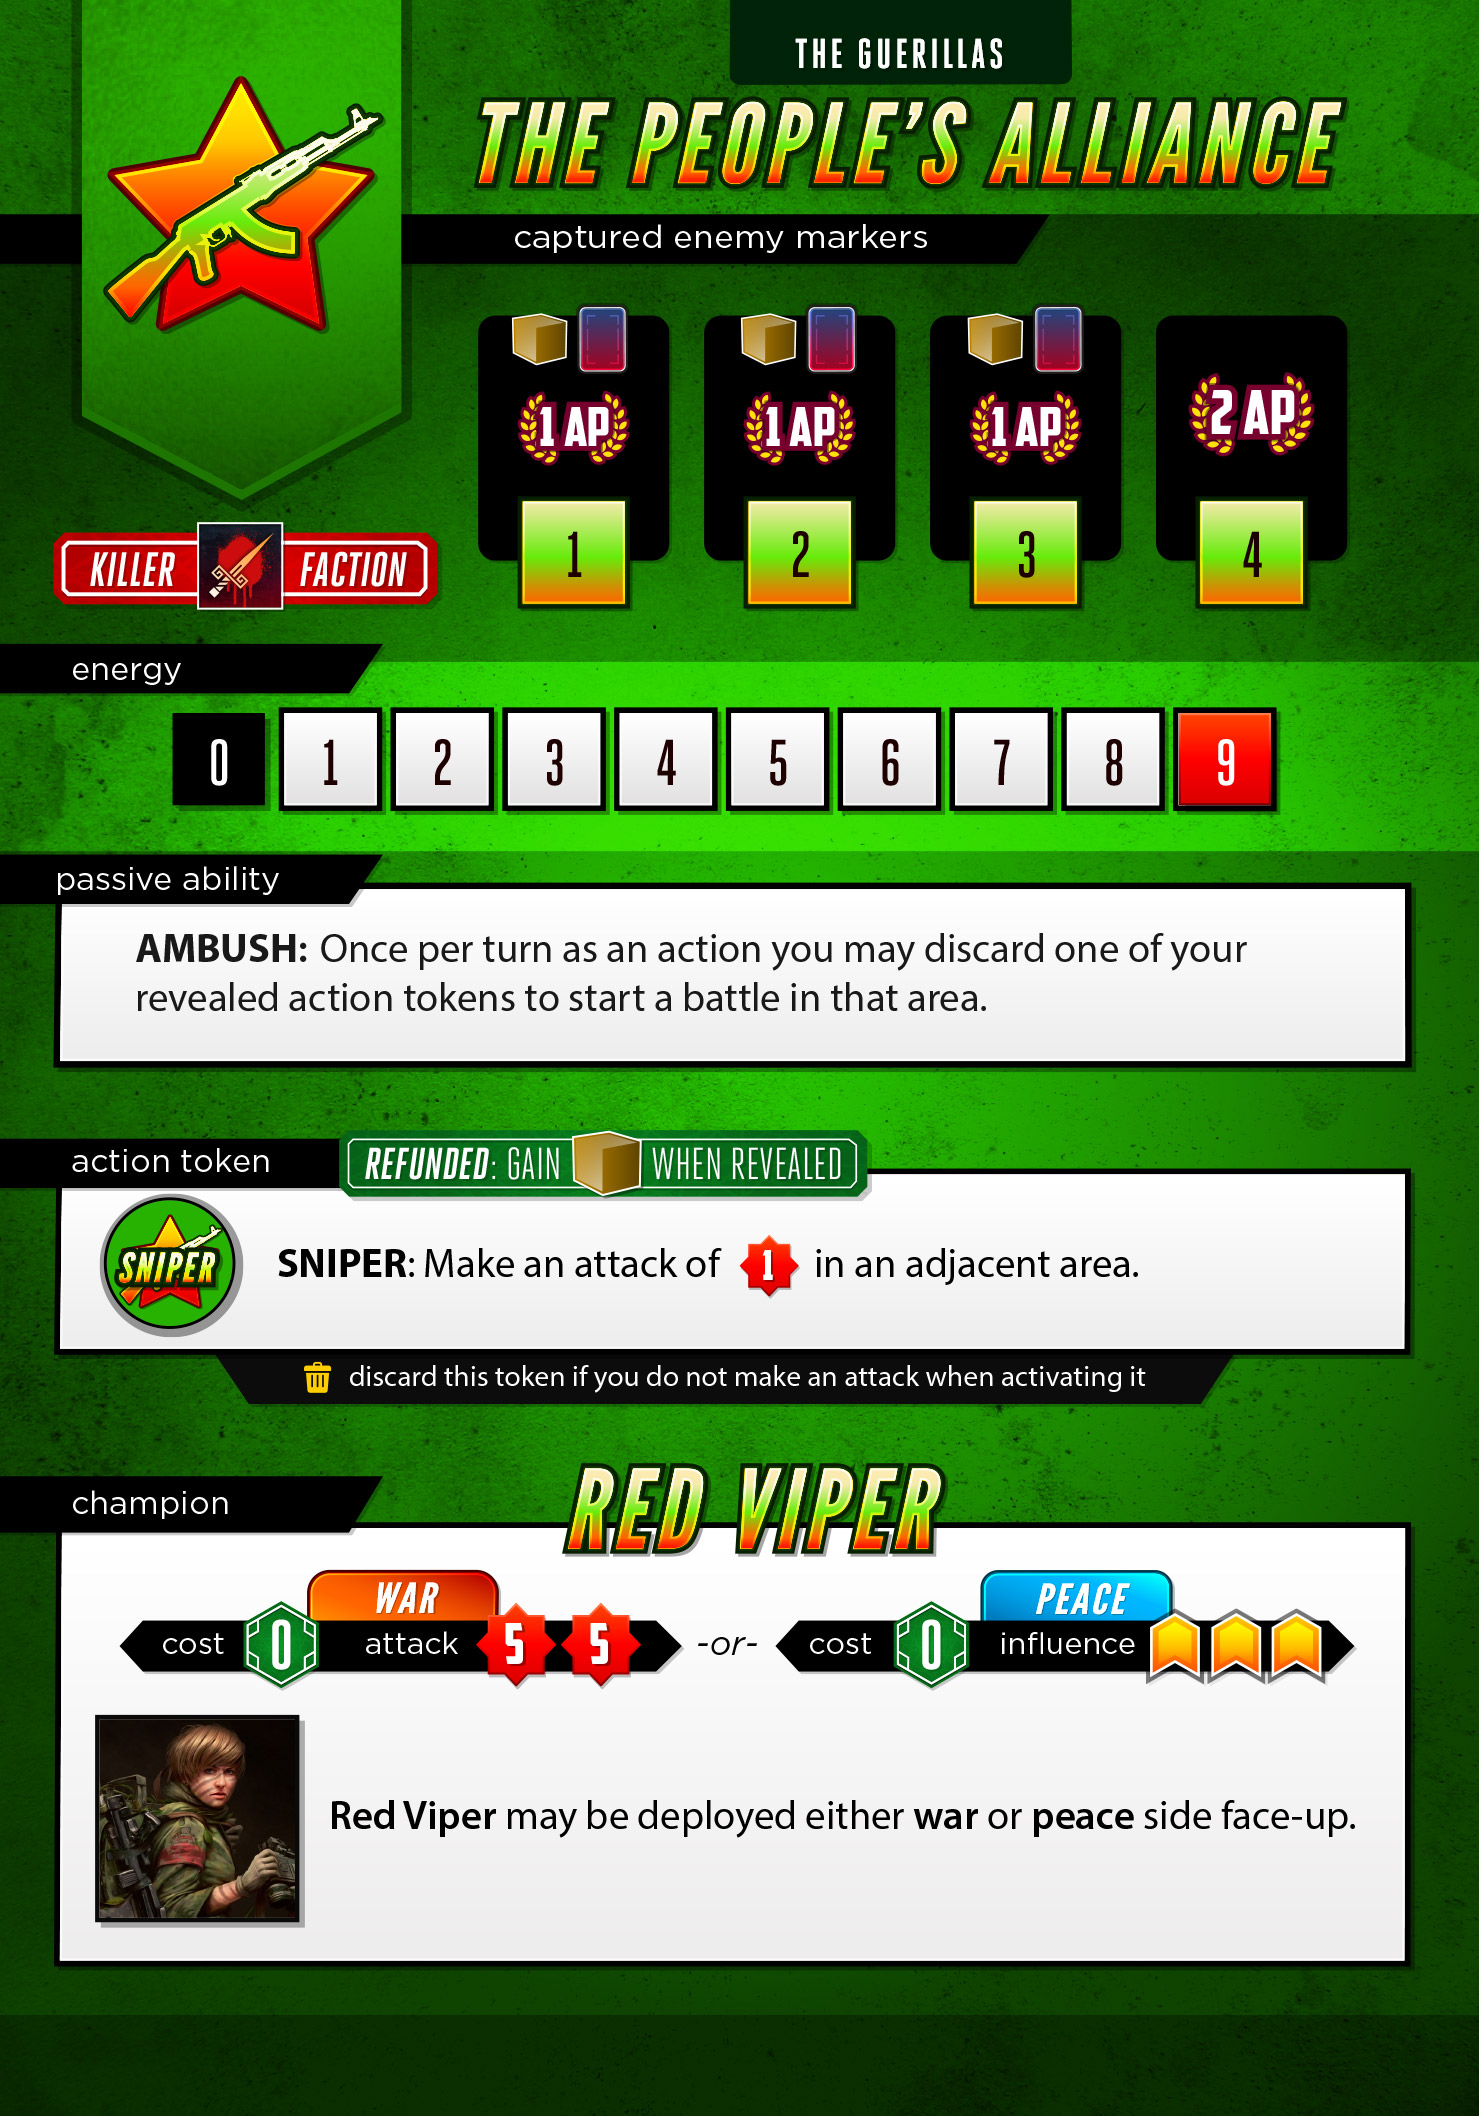 THE GUERILLAS
THE PEOPLE'S ALLIANCE
captured enemy markers
1 AP 1 AP 1 AP 2 AP
1 2 3 4
KILLER FACTION
energy
0 1 2 3 4 5 6 7 8 9
passive ability
AMBUSH: Once per turn as an action you may discard one of your
revealed action tokens to start a battle in that area.
action token
REFUNDED: GAIN WHEN REVEALED
SNIPER
SNIPER: Make an attack of 1 in an adjacent area.
discard this token if you do not make an attack when activating it
champion
RED VIPER
WAR
cost 0 attack 5 5
-or-
PEACE
cost 0 influence
Red Viper may be deployed either war or peace side face-up.